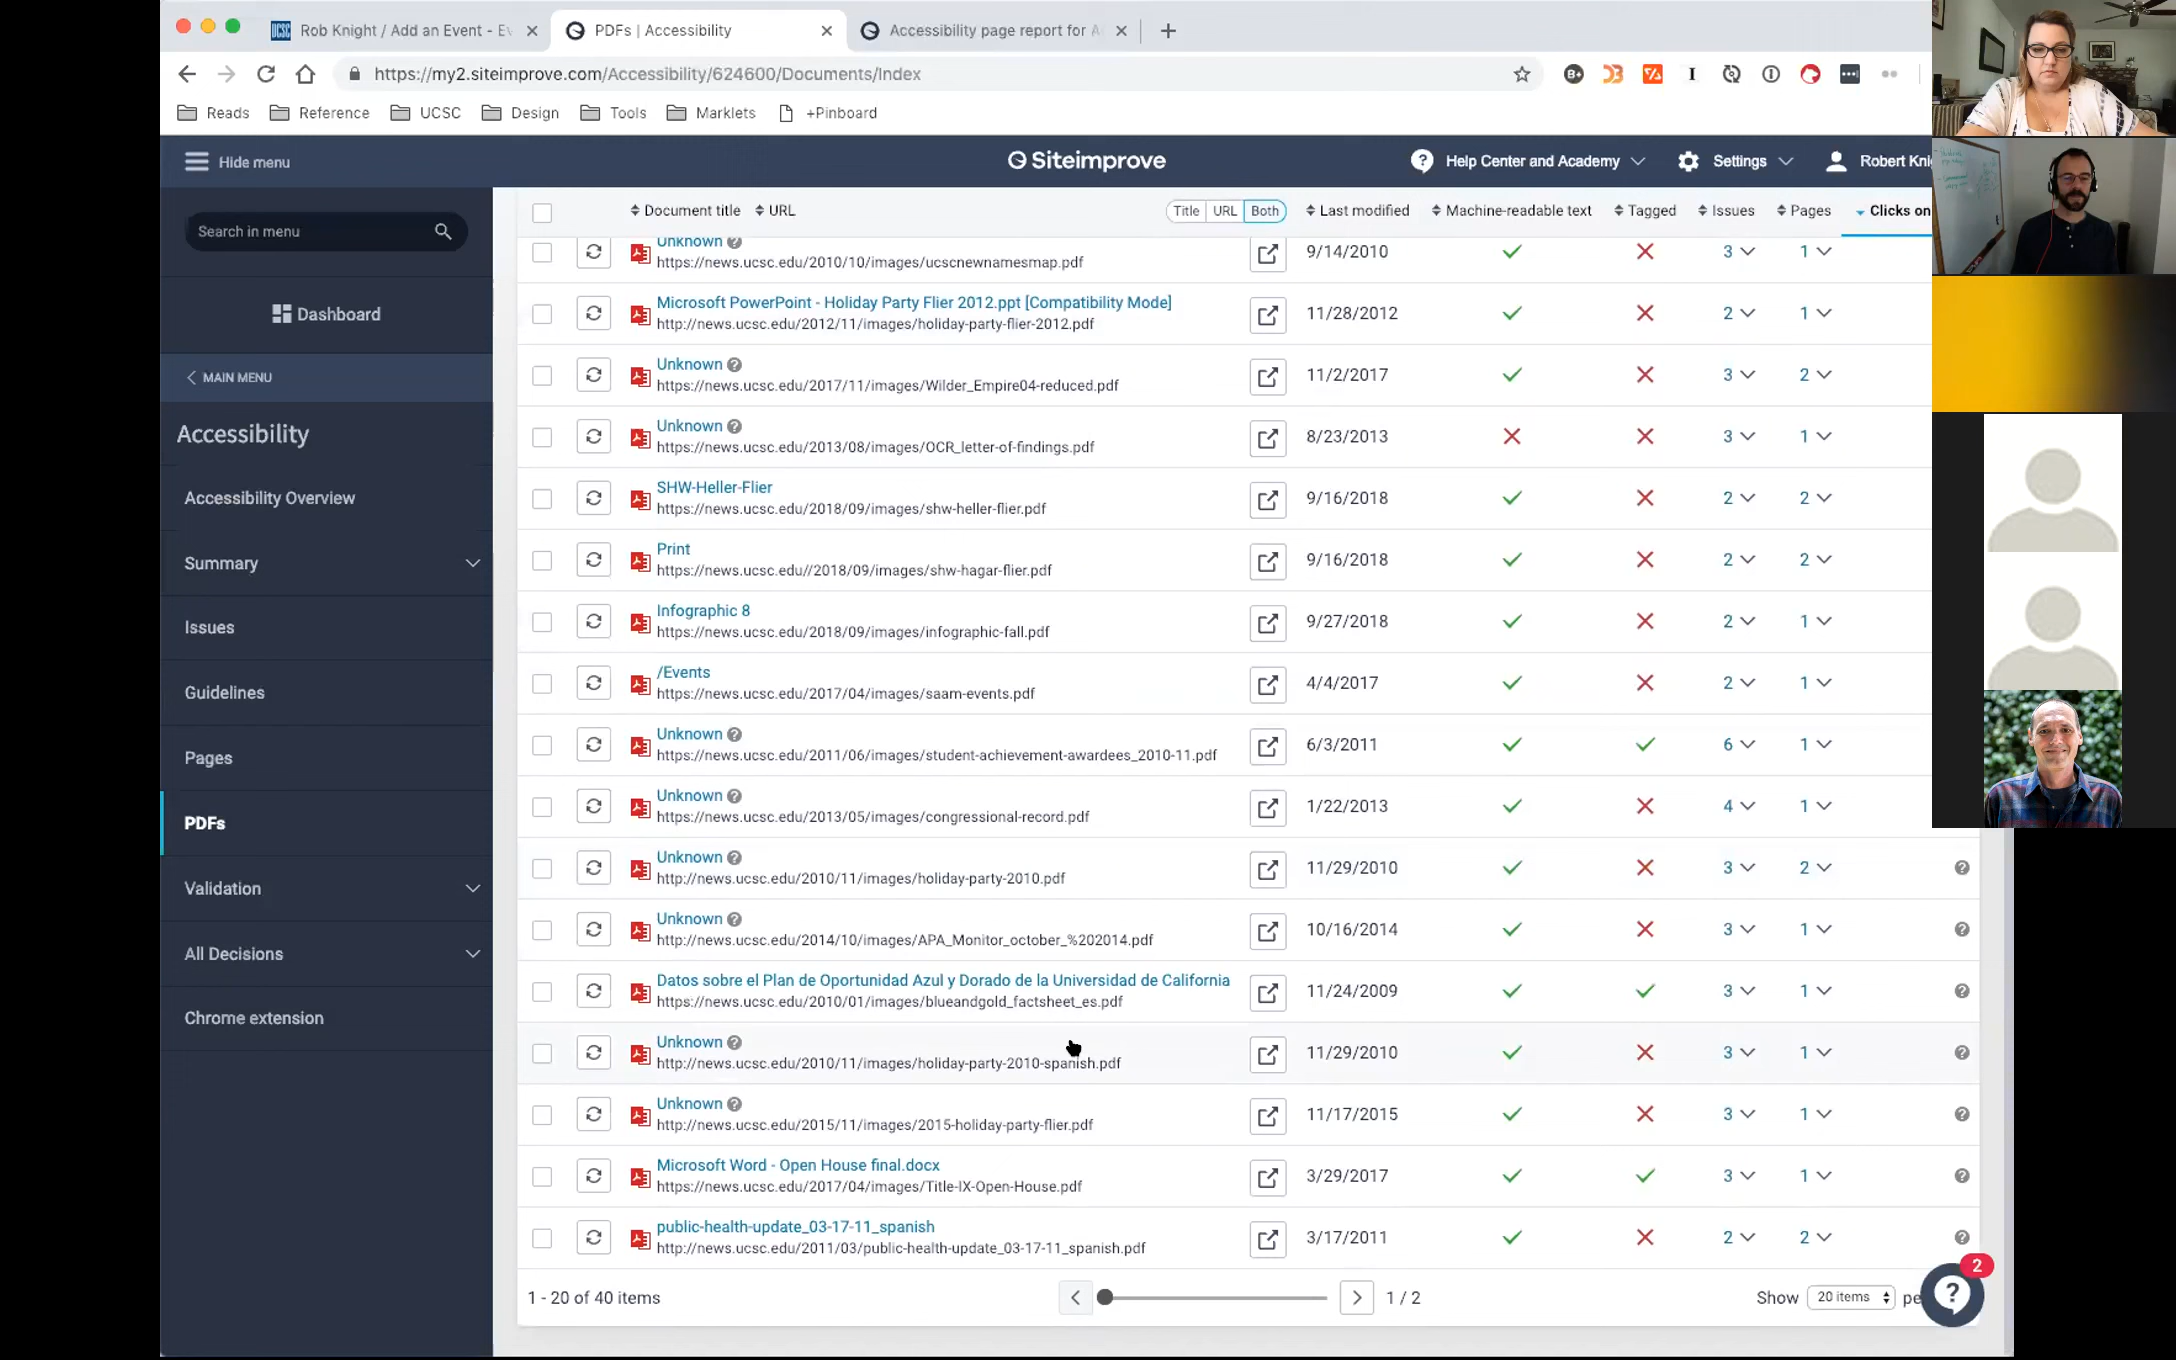 Rob Knight / Add an Event - Ev
PDFs | Accessibility
Accessibility page report for A
https://my2.siteimprove.com/Accessibility/624600/Documents/Index
Reads Reference UCSC Design Tools Marklets +Pinboard
Hide menu
Siteimprove
Help Center and Academy Settings Robert Kni
Search in menu
Dashboard
MAIN MENU
Accessibility
Accessibility Overview
Summary
Issues
Guidelines
Pages
PDFs
Validation
All Decisions
Chrome extension
Document title URL Title URL Both Last modified Machine-readable text Tagged Issues Pages Clicks on
Unknown
https://news.ucsc.edu/2010/10/images/ucscnewnamesmap.pdf
9/14/2010 3 1
Microsoft PowerPoint - Holiday Party Flier 2012.ppt [Compatibility Mode]
http://news.ucsc.edu/2012/11/images/holiday-party-flier-2012.pdf
11/28/2012 2 1
Unknown
https://news.ucsc.edu/2017/11/images/Wilder_Empire04-reduced.pdf
11/2/2017 3 2
Unknown
https://news.ucsc.edu/2013/08/images/OCR_letter-of-findings.pdf
8/23/2013 3 1
SHW-Heller-Flier
https://news.ucsc.edu/2018/09/images/shw-heller-flier.pdf
9/16/2018 2 2
Print
https://news.ucsc.edu//2018/09/images/shw-hagar-flier.pdf
9/16/2018 2 2
Infographic 8
https://news.ucsc.edu/2018/09/images/infographic-fall.pdf
9/27/2018 2 1
/Events
https://news.ucsc.edu/2017/04/images/saam-events.pdf
4/4/2017 2 1
Unknown
https://news.ucsc.edu/2011/06/images/student-achievement-awardees_2010-11.pdf
6/3/2011 6 1
Unknown
https://news.ucsc.edu/2013/05/images/congressional-record.pdf
1/22/2013 4 1
Unknown
http://news.ucsc.edu/2010/11/images/holiday-party-2010.pdf
11/29/2010 3 2
Unknown
http://news.ucsc.edu/2014/10/images/APA_Monitor_october_%202014.pdf
10/16/2014 3 1
Datos sobre el Plan de Oportunidad Azul y Dorado de la Universidad de California
https://news.ucsc.edu/2010/01/images/blueandgold_factsheet_es.pdf
11/24/2009 3 1
Unknown
http://news.ucsc.edu/2010/11/images/holiday-party-2010-spanish.pdf
11/29/2010 3 1
Unknown
http://news.ucsc.edu/2015/11/images/2015-holiday-party-flier.pdf
11/17/2015 3 1
Microsoft Word - Open House final.docx
https://news.ucsc.edu/2017/04/images/Title-IX-Open-House.pdf
3/29/2017 3 1
public-health-update_03-17-11_spanish
http://news.ucsc.edu/2011/03/public-health-update_03-17-11_spanish.pdf
3/17/2011 2 2
1 - 20 of 40 items 1 / 2 Show 20 items pe
2